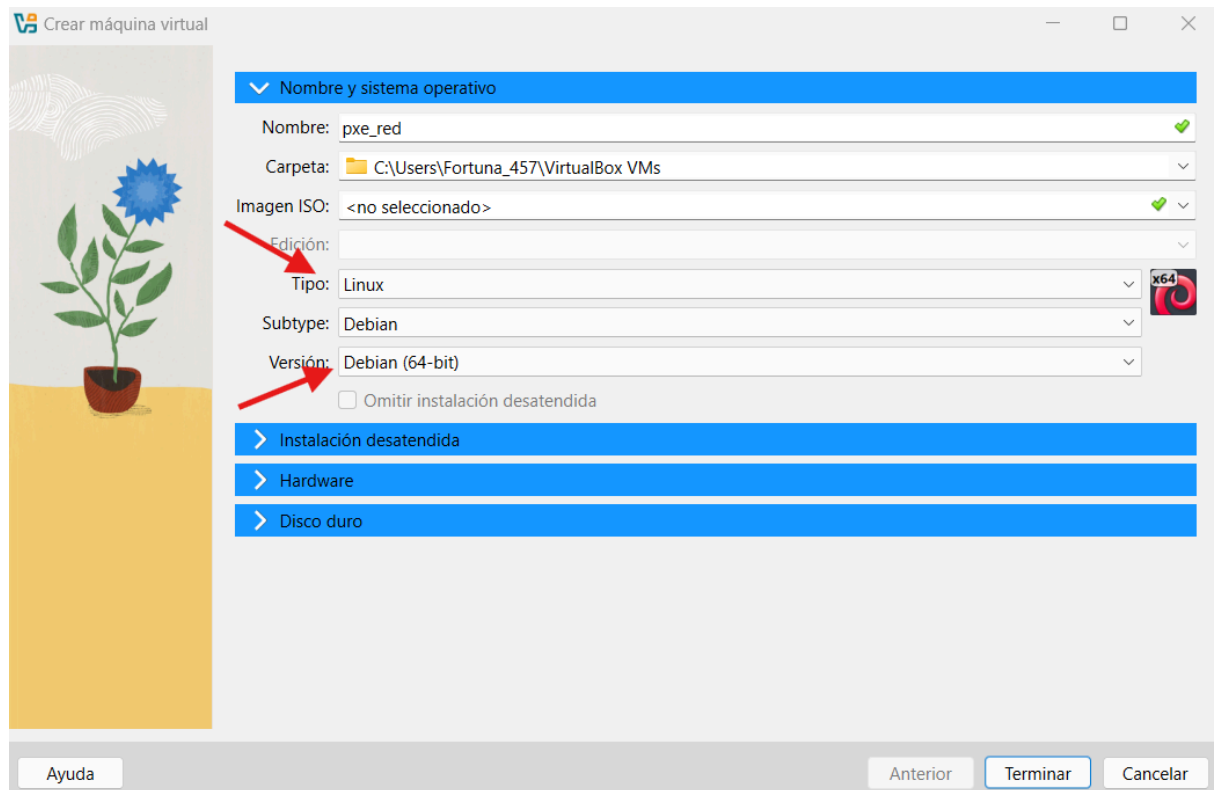 Crear máquina virtual
Nombre y sistema operativo
Nombre: pxe_red
Carpeta: C:\Users\Fortuna_457\VirtualBox VMs
Imagen ISO: <no seleccionado>
Edición:
Tipo: Linux
x64
Subtype: Debian
Versión: Debian (64-bit)
Omitir instalación desatendida
Instalación desatendida
Hardware
Disco duro
Ayuda Anterior Terminar Cancelar